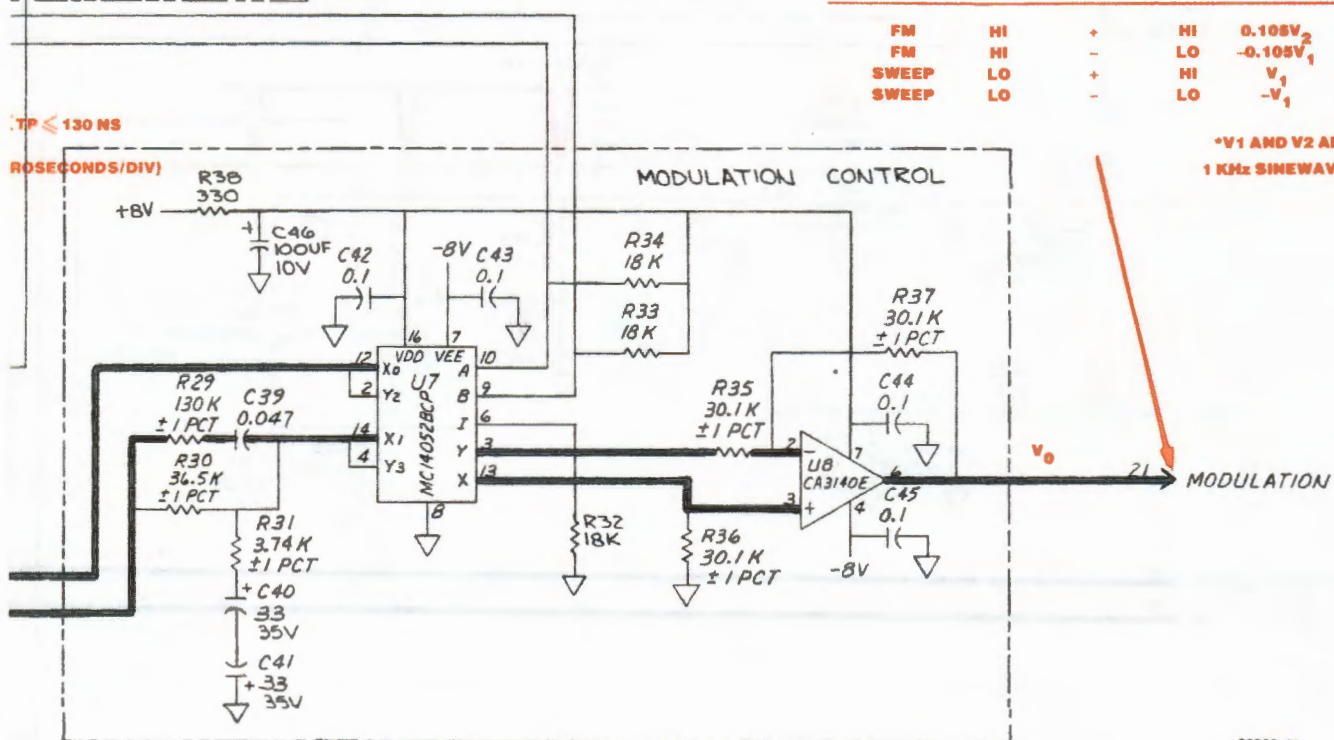 FM HI + HI 0.105V2
FM HI - LO -0.105V1
SWEEP LO + HI V1
SWEEP LO - LO -V1
TP ≤ 130 NS
ROSECONDS/DIV)
*V1 AND V2 A
1 KHz SINEWAV
MODULATION CONTROL
R38
330
+8V
+
C46
100UF
10V
C42
0.1
-8V
C43
0.1
R34
18 K
R33
18K
R37
30.1 K
± 1 PCT
C44
0.1
16 7
VDD VEE
12 X0 A 10
U7
2 Y2 B 9
I 6
14 X1 Y 3
4 Y3 X 13
MC14052BCP
8
R29
130 K
± 1 PCT
C39
0.047
R30
36.5K
± 1 PCT
R31
3.74 K
± 1 PCT
+ C40
33
35V
C41
+ 33
35V
R32
18K
R35
30.1 K
± 1 PCT
R36
30.1 K
± 1 PCT
2 - 7
U8
CA3140E 6
3 + 4
C45
0.1
-8V
V0
21
MODULATION